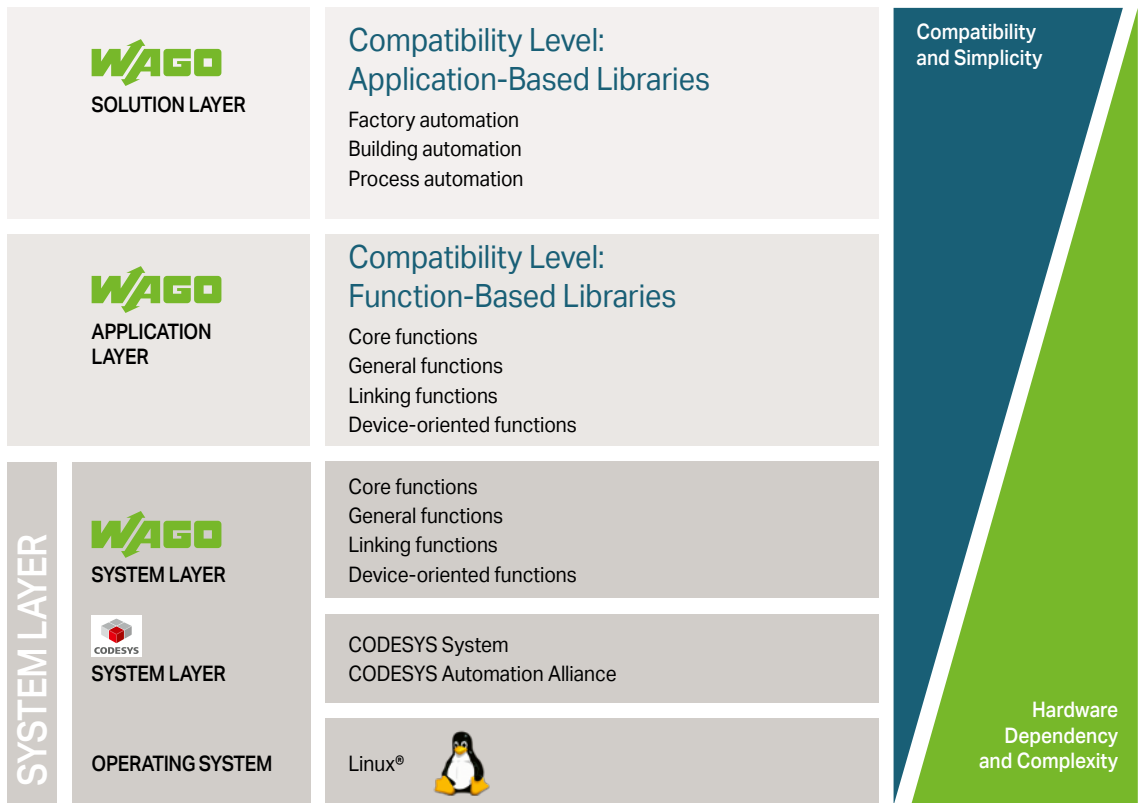 WAGO
SOLUTION LAYER
Compatibility Level:
Application-Based Libraries
Factory automation
Building automation
Process automation
Compatibility
and Simplicity
WAGO
APPLICATION
LAYER
Compatibility Level:
Function-Based Libraries
Core functions
General functions
Linking functions
Device-oriented functions
SYSTEM LAYER
WAGO
SYSTEM LAYER
Core functions
General functions
Linking functions
Device-oriented functions
CODESYS
SYSTEM LAYER
CODESYS System
CODESYS Automation Alliance
OPERATING SYSTEM
Linux®
Hardware
Dependency
and Complexity